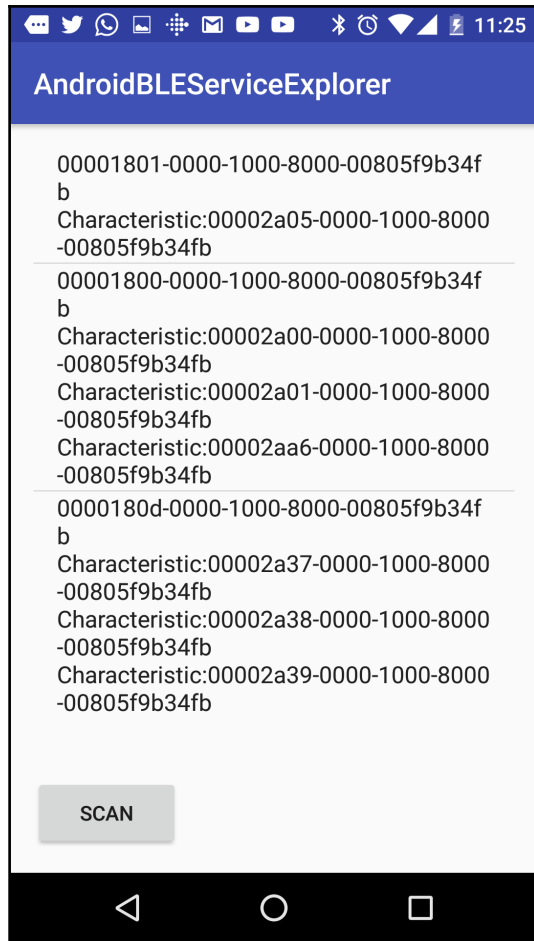 11:25
AndroidBLEServiceExplorer
00001801-0000-1000-8000-00805f9b34f
b
Characteristic:00002a05-0000-1000-8000
-00805f9b34fb
00001800-0000-1000-8000-00805f9b34f
b
Characteristic:00002a00-0000-1000-8000
-00805f9b34fb
Characteristic:00002a01-0000-1000-8000
-00805f9b34fb
Characteristic:00002aa6-0000-1000-8000
-00805f9b34fb
0000180d-0000-1000-8000-00805f9b34f
b
Characteristic:00002a37-0000-1000-8000
-00805f9b34fb
Characteristic:00002a38-0000-1000-8000
-00805f9b34fb
Characteristic:00002a39-0000-1000-8000
-00805f9b34fb
SCAN